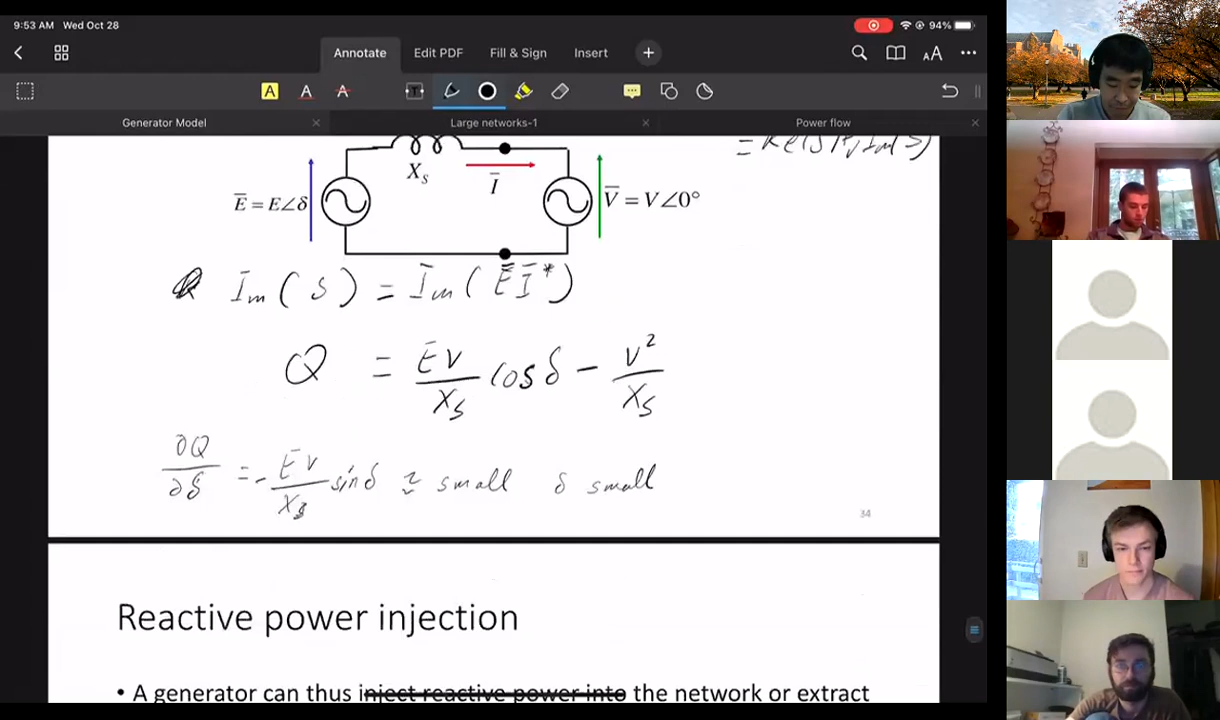 9:53 AM Wed Oct 28
94%
Annotate Edit PDF Fill & Sign Insert
Generator Model Large networks-1 Power flow
X_s
Ī
Ē = E∠δ
V̄ = V∠0°
Im(S) = Im(Ē Ī*)
Q = EV/X_s cos δ − V²/X_s
∂Q/∂δ = - EV/X_s sin δ ≈ small δ small
34
Reactive power injection
• A generator can thus inject reactive power into the network or extract